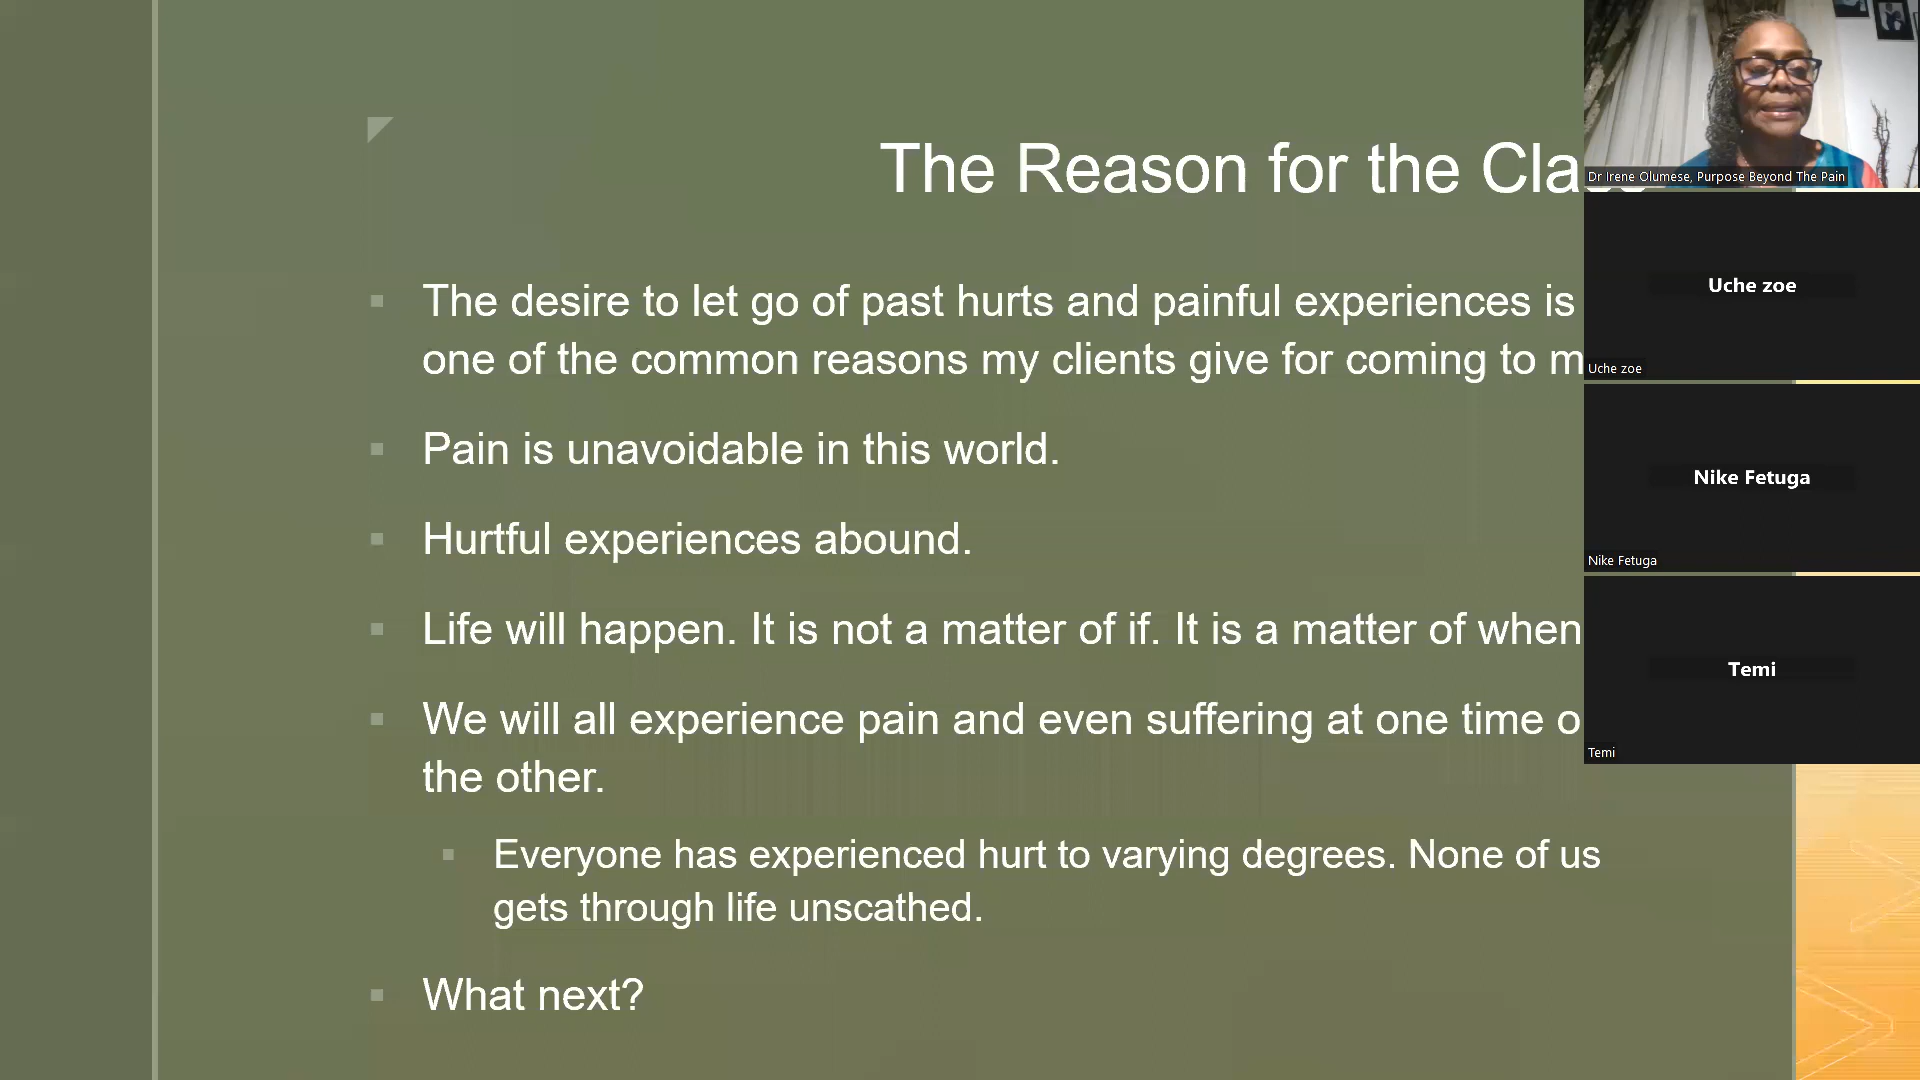 The Reason for the
The desire to let go of past hurts and painful experiences is
one of the common reasons my clients give for coming to
Pain is unavoidable in this world.
Hurtful experiences abound.
Life will happen. It is not a matter of if. It is a matter of when
We will all experience pain and even suffering at one time
the other.
Everyone has experienced hurt to varying degrees. None of us
gets through life unscathed.
What next?
Dr Irene Olumese, Purpose Beyond The Pain
Uche zoe
Uche zoe
Nike Fetuga
Nike Fetuga
Temi
Temi